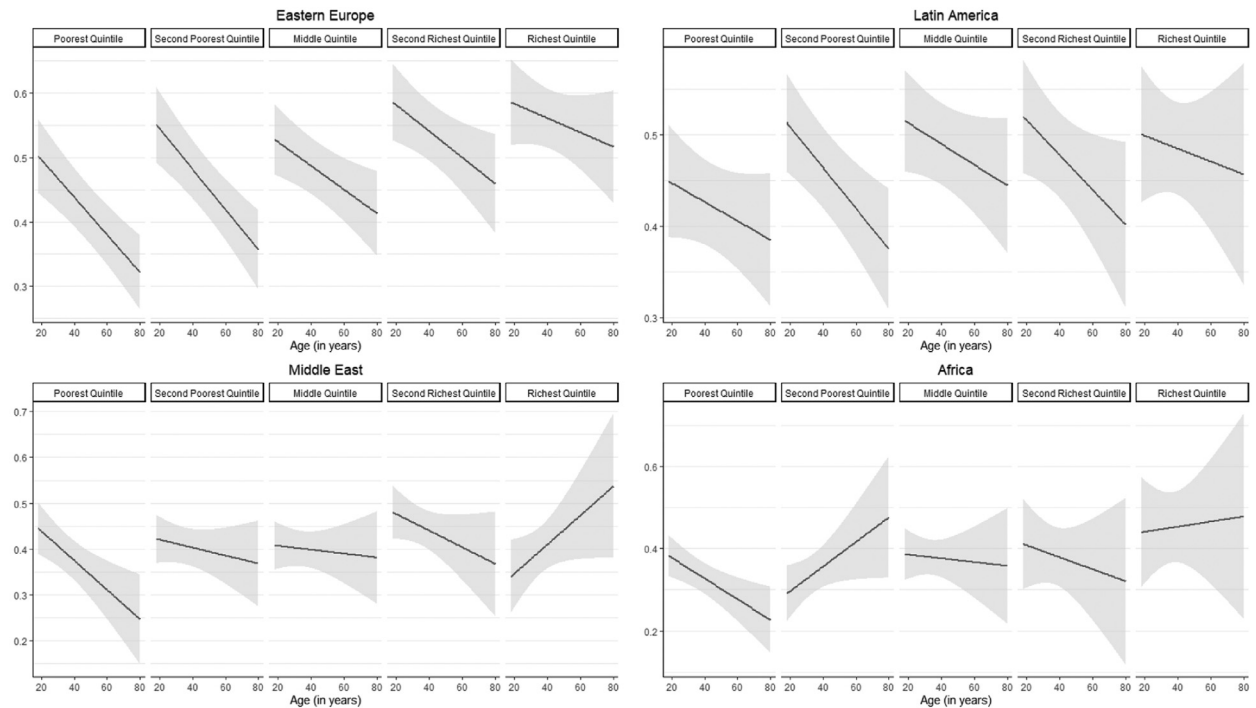 Eastern Europe
Poorest Quintile Second Poorest Quintile Middle Quintile Second Richest Quintile Richest Quintile
0.6
0.5
0.4
0.3
20 40 60 80 20 40 60 80 20 40 60 80 20 40 60 80 20 40 60 80
Age (in years)
Latin America
Poorest Quintile Second Poorest Quintile Middle Quintile Second Richest Quintile Richest Quintile
0.5
0.4
0.3
20 40 60 80 20 40 60 80 20 40 60 80 20 40 60 80 20 40 60 80
Age (in years)
Middle East
Poorest Quintile Second Poorest Quintile Middle Quintile Second Richest Quintile Richest Quintile
0.7
0.6
0.5
0.4
0.3
0.2
20 40 60 80 20 40 60 80 20 40 60 80 20 40 60 80 20 40 60 80
Age (in years)
Africa
Poorest Quintile Second Poorest Quintile Middle Quintile Second Richest Quintile Richest Quintile
0.6
0.4
0.2
20 40 60 80 20 40 60 80 20 40 60 80 20 40 60 80 20 40 60 80
Age (in years)